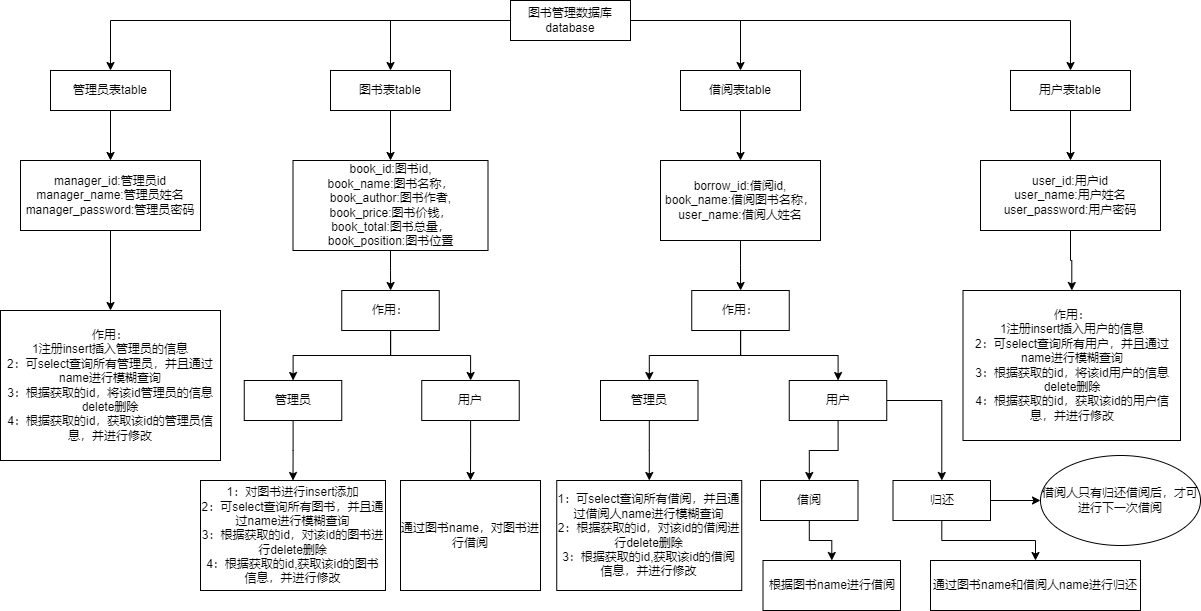 图书管理数据库
database
管理员表table
图书表table
借阅表table
用户表table
manager_id:管理员id
manager_name:管理员姓名
manager_password:管理员密码
book_id:图书id,
book_name:图书名称，
book_author:图书作者,
book_price:图书价钱，
book_total:图书总量，
book_position:图书位置
borrow_id:借阅id,
book_name:借阅图书名称，
user_name:借阅人姓名
user_id:用户id
user_name:用户姓名
user_password:用户密码
作用：
1注册insert插入管理员的信息
2：可select查询所有管理员，并且通过
name进行模糊查询
3：根据获取的id，将该id管理员的信息
delete删除
4：根据获取的id，获取该id的管理员信
息，并进行修改
作用：
作用：
作用：
1注册insert插入用户的信息
2：可select查询所有用户，并且通过
name进行模糊查询
3：根据获取的id，将该id用户的信息
delete删除
4：根据获取的id，获取该id的用户信
息，并进行修改
管理员
用户
管理员
用户
1：对图书进行insert添加
2：可select查询所有图书，并且通
过name进行模糊查询
3：根据获取的id，对该id的图书进
行delete删除
4：根据获取的id,获取该id的图书
信息，并进行修改
通过图书name，对图书进
行借阅
1：可select查询所有借阅，并且通
过借阅人name进行模糊查询
2：根据获取的id，对该id的借阅进
行delete删除
3：根据获取的id,获取该id的借阅
信息，并进行修改
借阅
归还
借阅人只有归还借阅后，才可
进行下一次借阅
根据图书name进行借阅
通过图书name和借阅人name进行归还